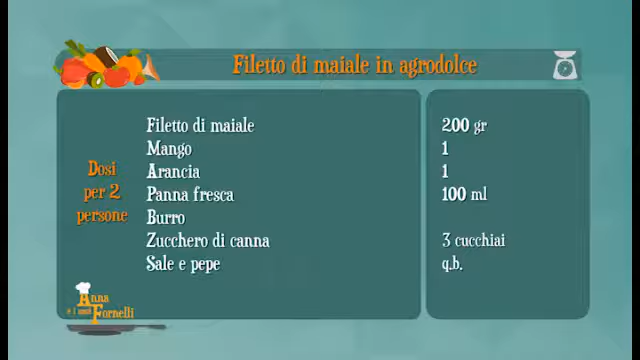 Filetto di maiale in agrodolce
Dosi
per 2
persone
Filetto di maiale 200 gr
Mango 1
Arancia 1
Panna fresca 100 ml
Burro
Zucchero di canna 3 cucchiai
Sale e pepe q.b.
Anna
e i suoi
Fornelli